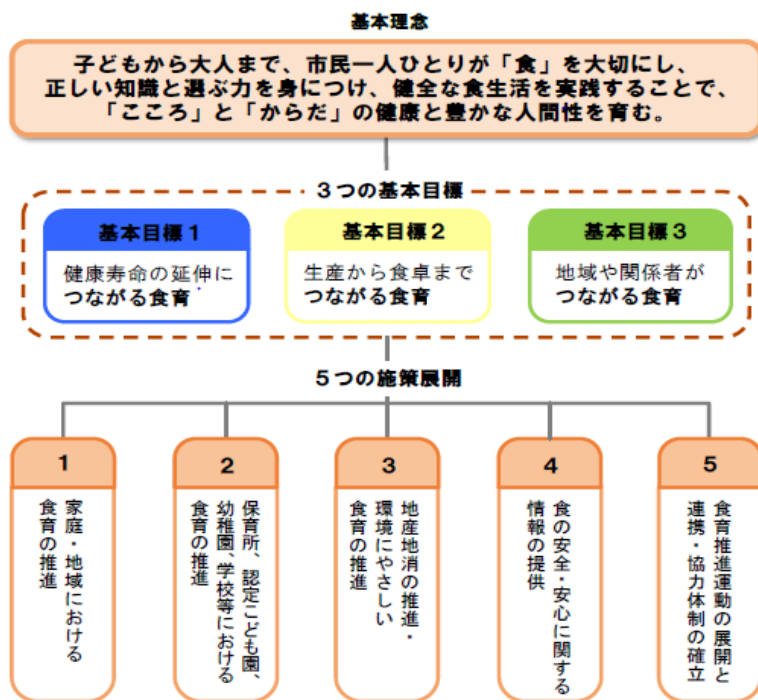 基本理念
子どもから大人まで、市民一人ひとりが「食」を大切にし、
正しい知識と選ぶ力を身につけ、健全な食生活を実践することで、
「こころ」と「からだ」の健康と豊かな人間性を育む。
３つの基本目標
基本目標１
健康寿命の延伸に
つながる食育
基本目標２
生産から食卓まで
つながる食育
基本目標３
地域や関係者が
つながる食育
５つの施策展開
1
家庭・地域における
食育の推進
2
保育所、認定こども園、
幼稚園、学校等における
食育の推進
3
地産地消の推進・
環境にやさしい
食育の推進
4
食の安全・安心に関する
情報の提供
5
食育推進運動の展開と
連携・協力体制の確立